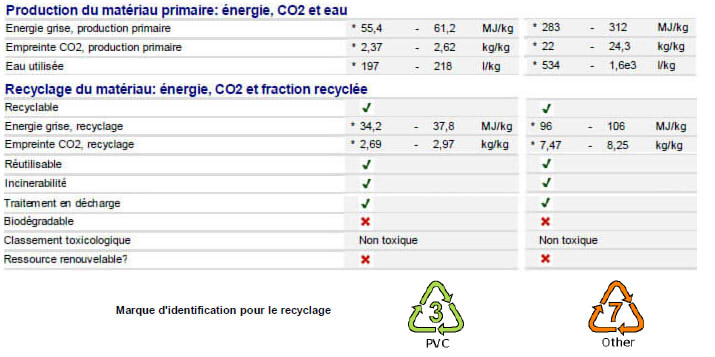 Production du matériau primaire: énergie, CO2 et eau
Energie grise, production primaire * 55,4 - 61,2 MJ/kg * 283 - 312 MJ/kg
Empreinte CO2, production primaire * 2,37 - 2,62 kg/kg * 22 - 24,3 kg/kg
Eau utilisée * 197 - 218 l/kg * 534 - 1,6e3 l/kg
Recyclage du matériau: énergie, CO2 et fraction recyclée
Recyclable ✓ ✓
Energie grise, recyclage * 34,2 - 37,8 MJ/kg * 96 - 106 MJ/kg
Empreinte CO2, recyclage * 2,69 - 2,97 kg/kg * 7,47 - 8,25 kg/kg
Réutilisable ✓ ✓
Incinerabilité ✓ ✓
Traitement en décharge ✓ ✓
Biodégradable ✗ ✗
Classement toxicologique Non toxique Non toxique
Ressource renouvelable? ✗ ✗
Marque d'identification pour le recyclage 3 7
PVC Other